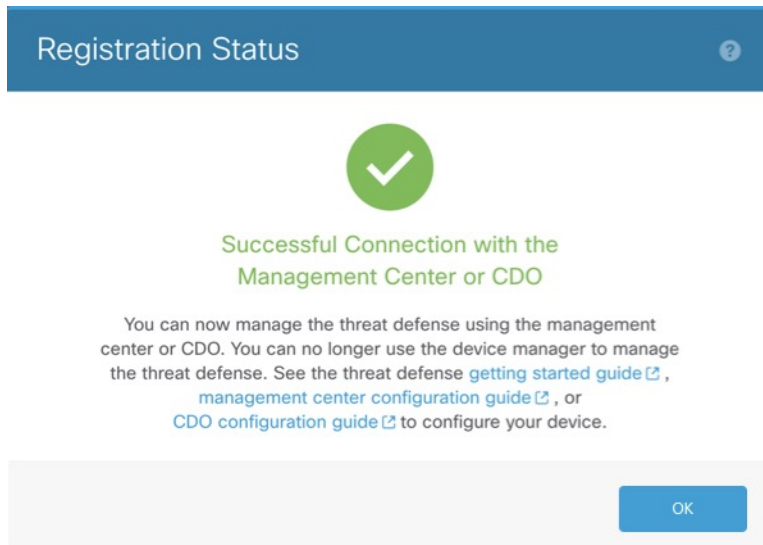 Registration Status
?
Successful Connection with the
Management Center or CDO
You can now manage the threat defense using the management
center or CDO. You can no longer use the device manager to manage
the threat defense. See the threat defense getting started guide ,
management center configuration guide , or
CDO configuration guide to configure your device.
OK